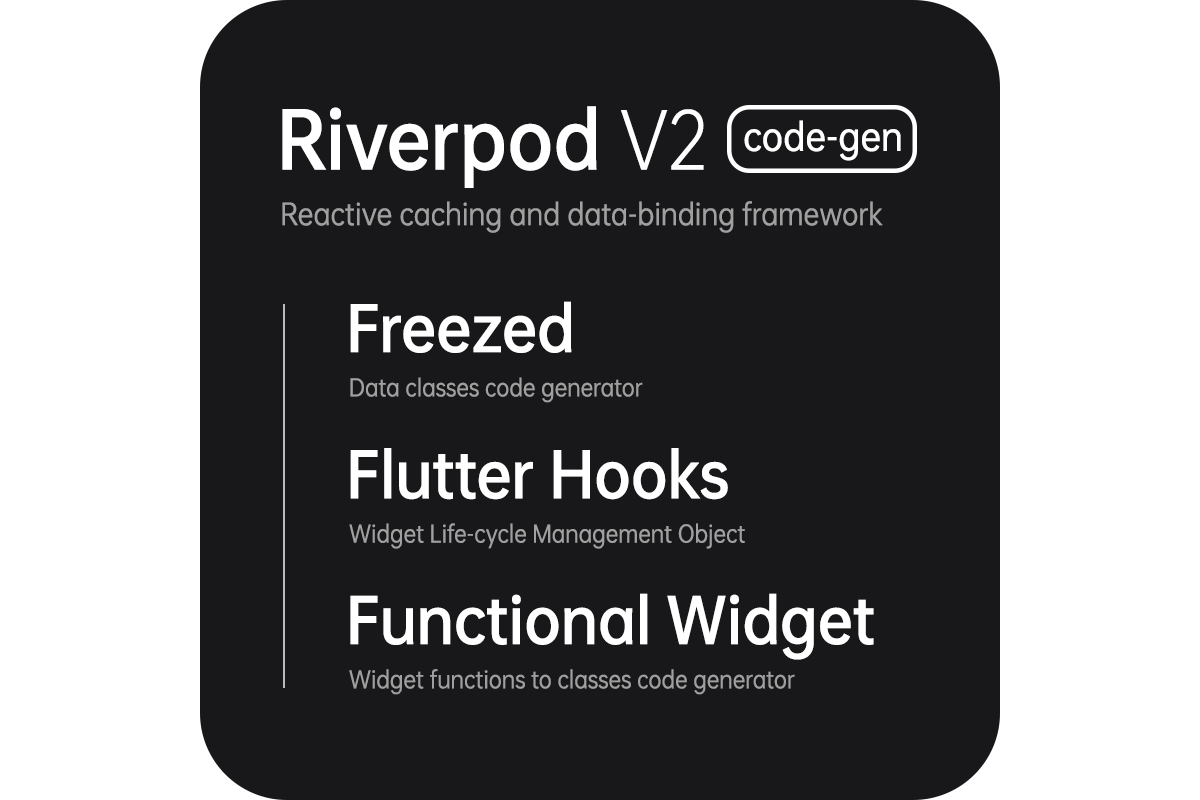 Riverpod V2 code-gen
Reactive caching and data-binding framework
Freezed
Data classes code generator
Flutter Hooks
Widget Life-cycle Management Object
Functional Widget
Widget functions to classes code generator